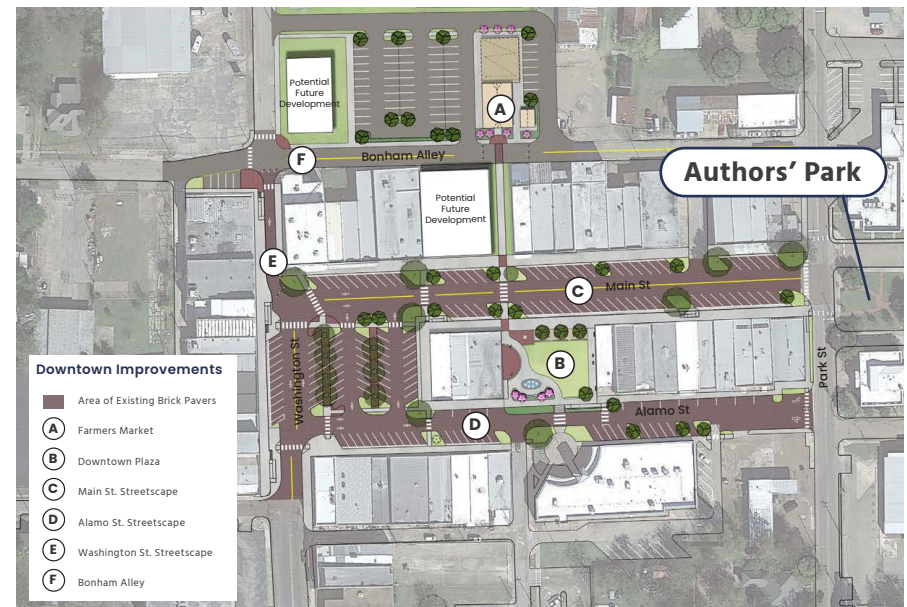 Potential
Future
Development
A
F
Bonham Alley
Authors’ Park
Potential
Future
Development
E
C
Main St
Washington St
B
Park St
D
Alamo St
Downtown Improvements
Area of Existing Brick Pavers
A Farmers Market
B Downtown Plaza
C Main St. Streetscape
D Alamo St. Streetscape
E Washington St. Streetscape
F Bonham Alley